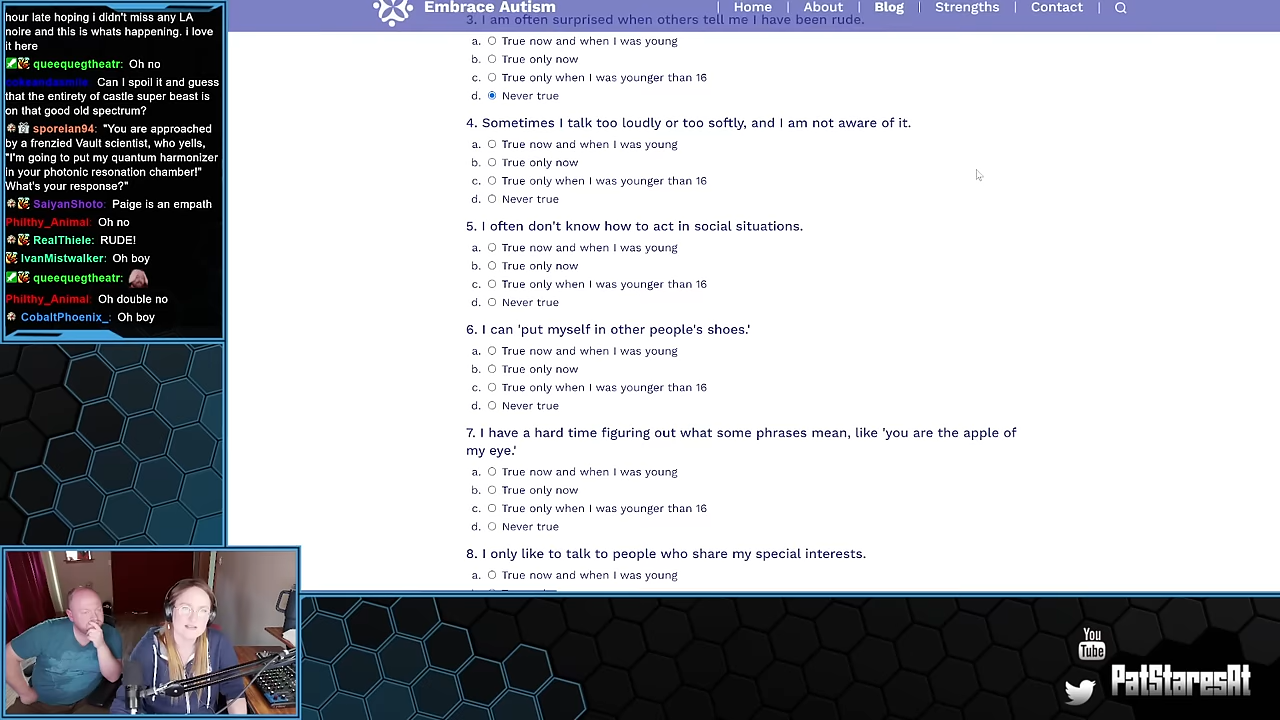 hour late hoping i didn't miss any LA
noire and this is whats happening. i love
it here
queequegtheatr: Oh no
Can I spoil it and guess
that the entirety of castle super beast is
on that good old spectrum?
sporeian94: "You are approached
by a frenzied Vault scientist, who yells,
"I'm going to put my quantum harmonizer
in your photonic resonation chamber!"
What's your response?"
SaiyanShoto: Paige is an empath
Philthy_Animal: Oh no
RealThiele: RUDE!
IvanMistwalker: Oh boy
queequegtheatr:
Philthy_Animal: Oh double no
CobaltPhoenix_: Oh boy
Embrace Autism
Home
About
Blog
Strengths
Contact
3. I am often surprised when others tell me I have been rude.
a. True now and when I was young
b. True only now
c. True only when I was younger than 16
d. Never true
4. Sometimes I talk too loudly or too softly, and I am not aware of it.
a. True now and when I was young
b. True only now
c. True only when I was younger than 16
d. Never true
5. I often don't know how to act in social situations.
a. True now and when I was young
b. True only now
c. True only when I was younger than 16
d. Never true
6. I can 'put myself in other people's shoes.'
a. True now and when I was young
b. True only now
c. True only when I was younger than 16
d. Never true
7. I have a hard time figuring out what some phrases mean, like 'you are the apple of
my eye.'
a. True now and when I was young
b. True only now
c. True only when I was younger than 16
d. Never true
8. I only like to talk to people who share my special interests.
a. True now and when I was young
You
Tube
PatStaresAt